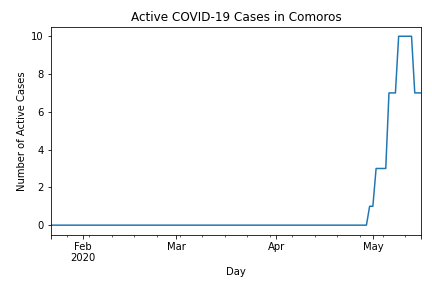 Active COVID-19 Cases in Comoros
10
8
6
4
2
0
Number of Active Cases
Feb
2020
Mar
Apr
May
Day